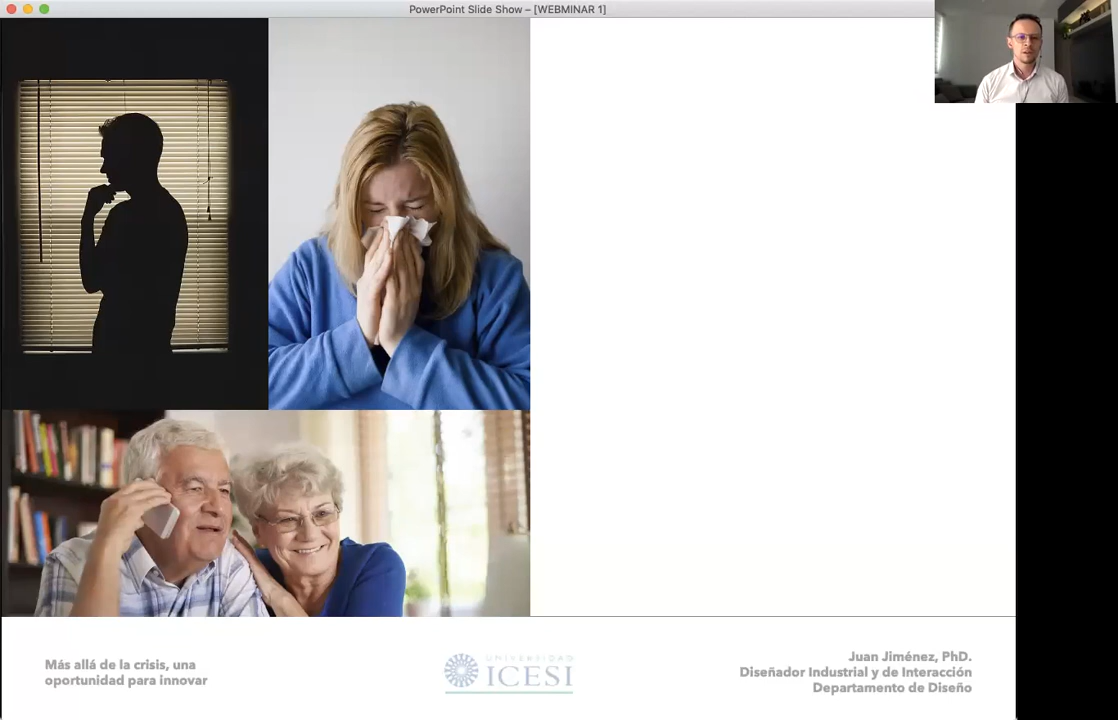 PowerPoint Slide Show – [WEBMINAR 1]
Más allá de la crisis, una
oportunidad para innovar
UNIVERSIDAD
ICESI
Juan Jiménez, PhD.
Diseñador Industrial y de Interacción
Departamento de Diseño